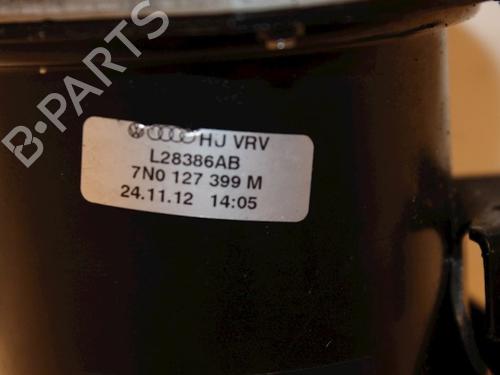 HJ VRV
L28386AB
7N0 127 399 M
24.11.12 14:05
B-PARTS